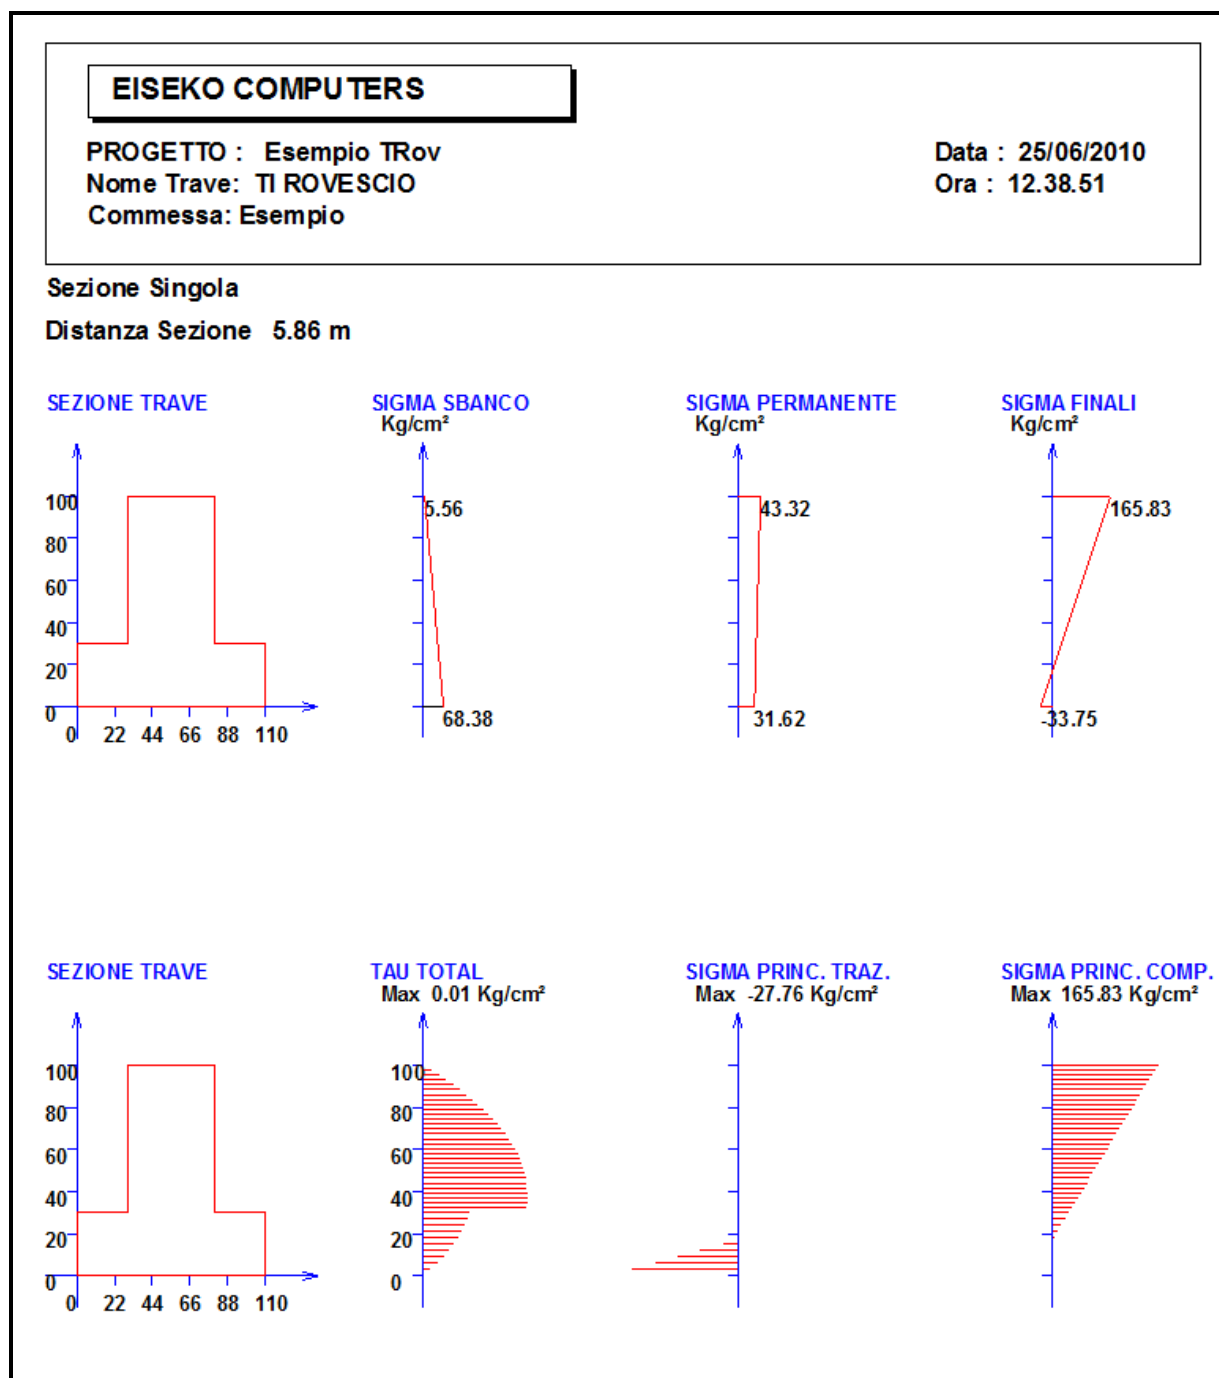 EISEKO COMPUTERS
PROGETTO : Esempio TRov
Data : 25/06/2010
Nome Trave: TI ROVESCIO
Ora : 12.38.51
Commessa: Esempio
Sezione Singola
Distanza Sezione 5.86 m
SEZIONE TRAVE
SIGMA SBANCO
SIGMA PERMANENTE
SIGMA FINALI
Kg/cm²
Kg/cm²
Kg/cm²
100
5.56
43.32
165.83
80
60
40
20
0
68.38
31.62
-33.75
0 22 44 66 88 110
SEZIONE TRAVE
TAU TOTAL
SIGMA PRINC. TRAZ.
SIGMA PRINC. COMP.
Max 0.01 Kg/cm²
Max -27.76 Kg/cm²
Max 165.83 Kg/cm²
100
100
80
80
60
60
40
40
20
20
0
0
0 22 44 66 88 110